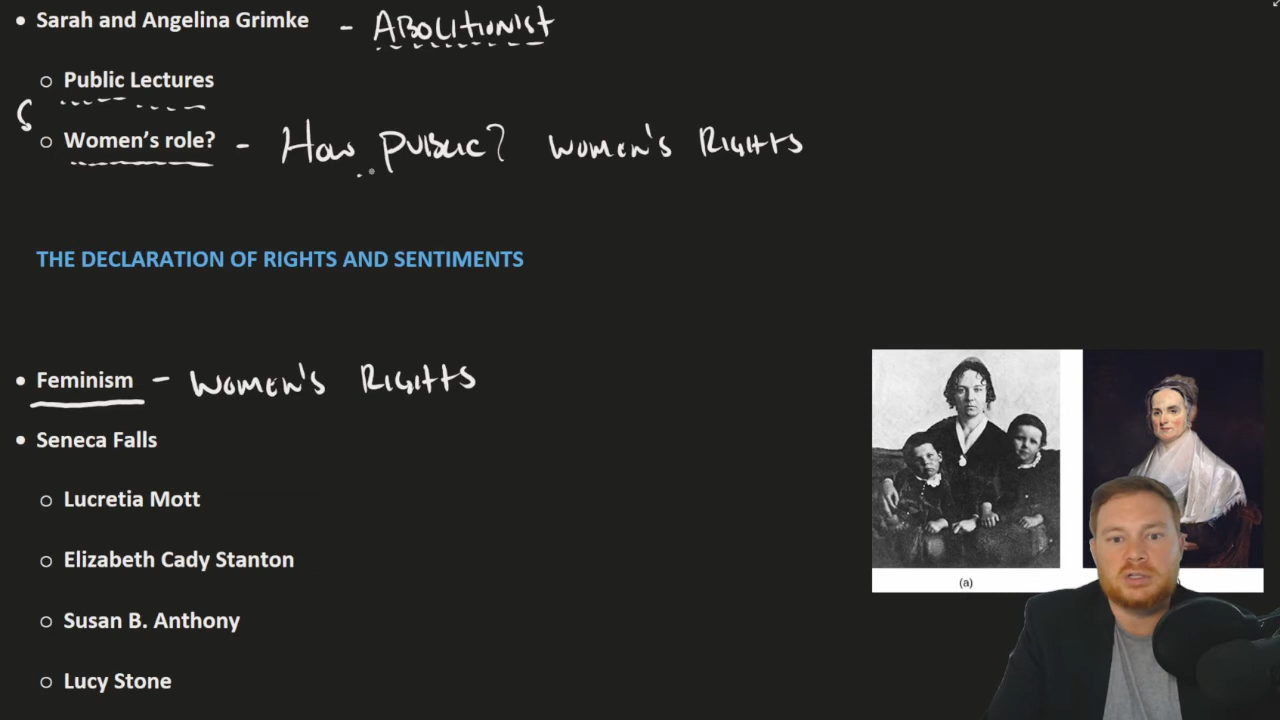 • Sarah and Angelina Grimke - ABOLITIONIST
○ Public Lectures
○ Women's role? - How PUBLIC? WOMEN'S RIGHTS
THE DECLARATION OF RIGHTS AND SENTIMENTS
• Feminism - WOMEN'S RIGHTS
• Seneca Falls
○ Lucretia Mott
○ Elizabeth Cady Stanton
○ Susan B. Anthony
○ Lucy Stone
(a)